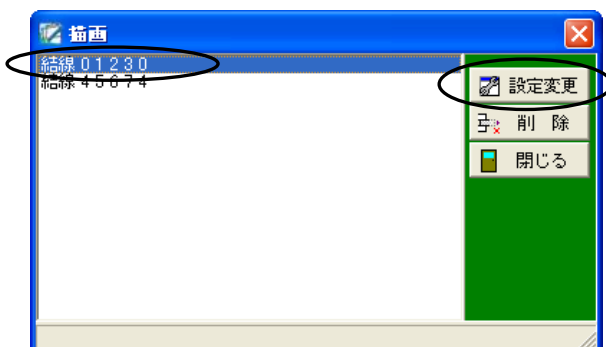 描画
結線０１２３０
結線４５６７４
設定変更
削　除
閉じる